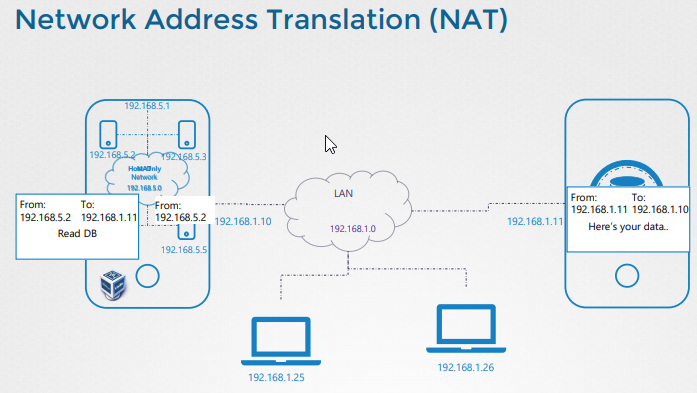 Network Address Translation (NAT)
192.168.5.1
192.168.5.2
192.168.5.3
Network
192.168.5.0
From: To:
192.168.5.2 192.168.1.11
Read DB
From:
192.168.5.2
192.168.5.5
192.168.1.10
LAN
192.168.1.0
192.168.1.11
From: To:
192.168.1.11 192.168.1.10
Here's your data..
192.168.1.25
192.168.1.26